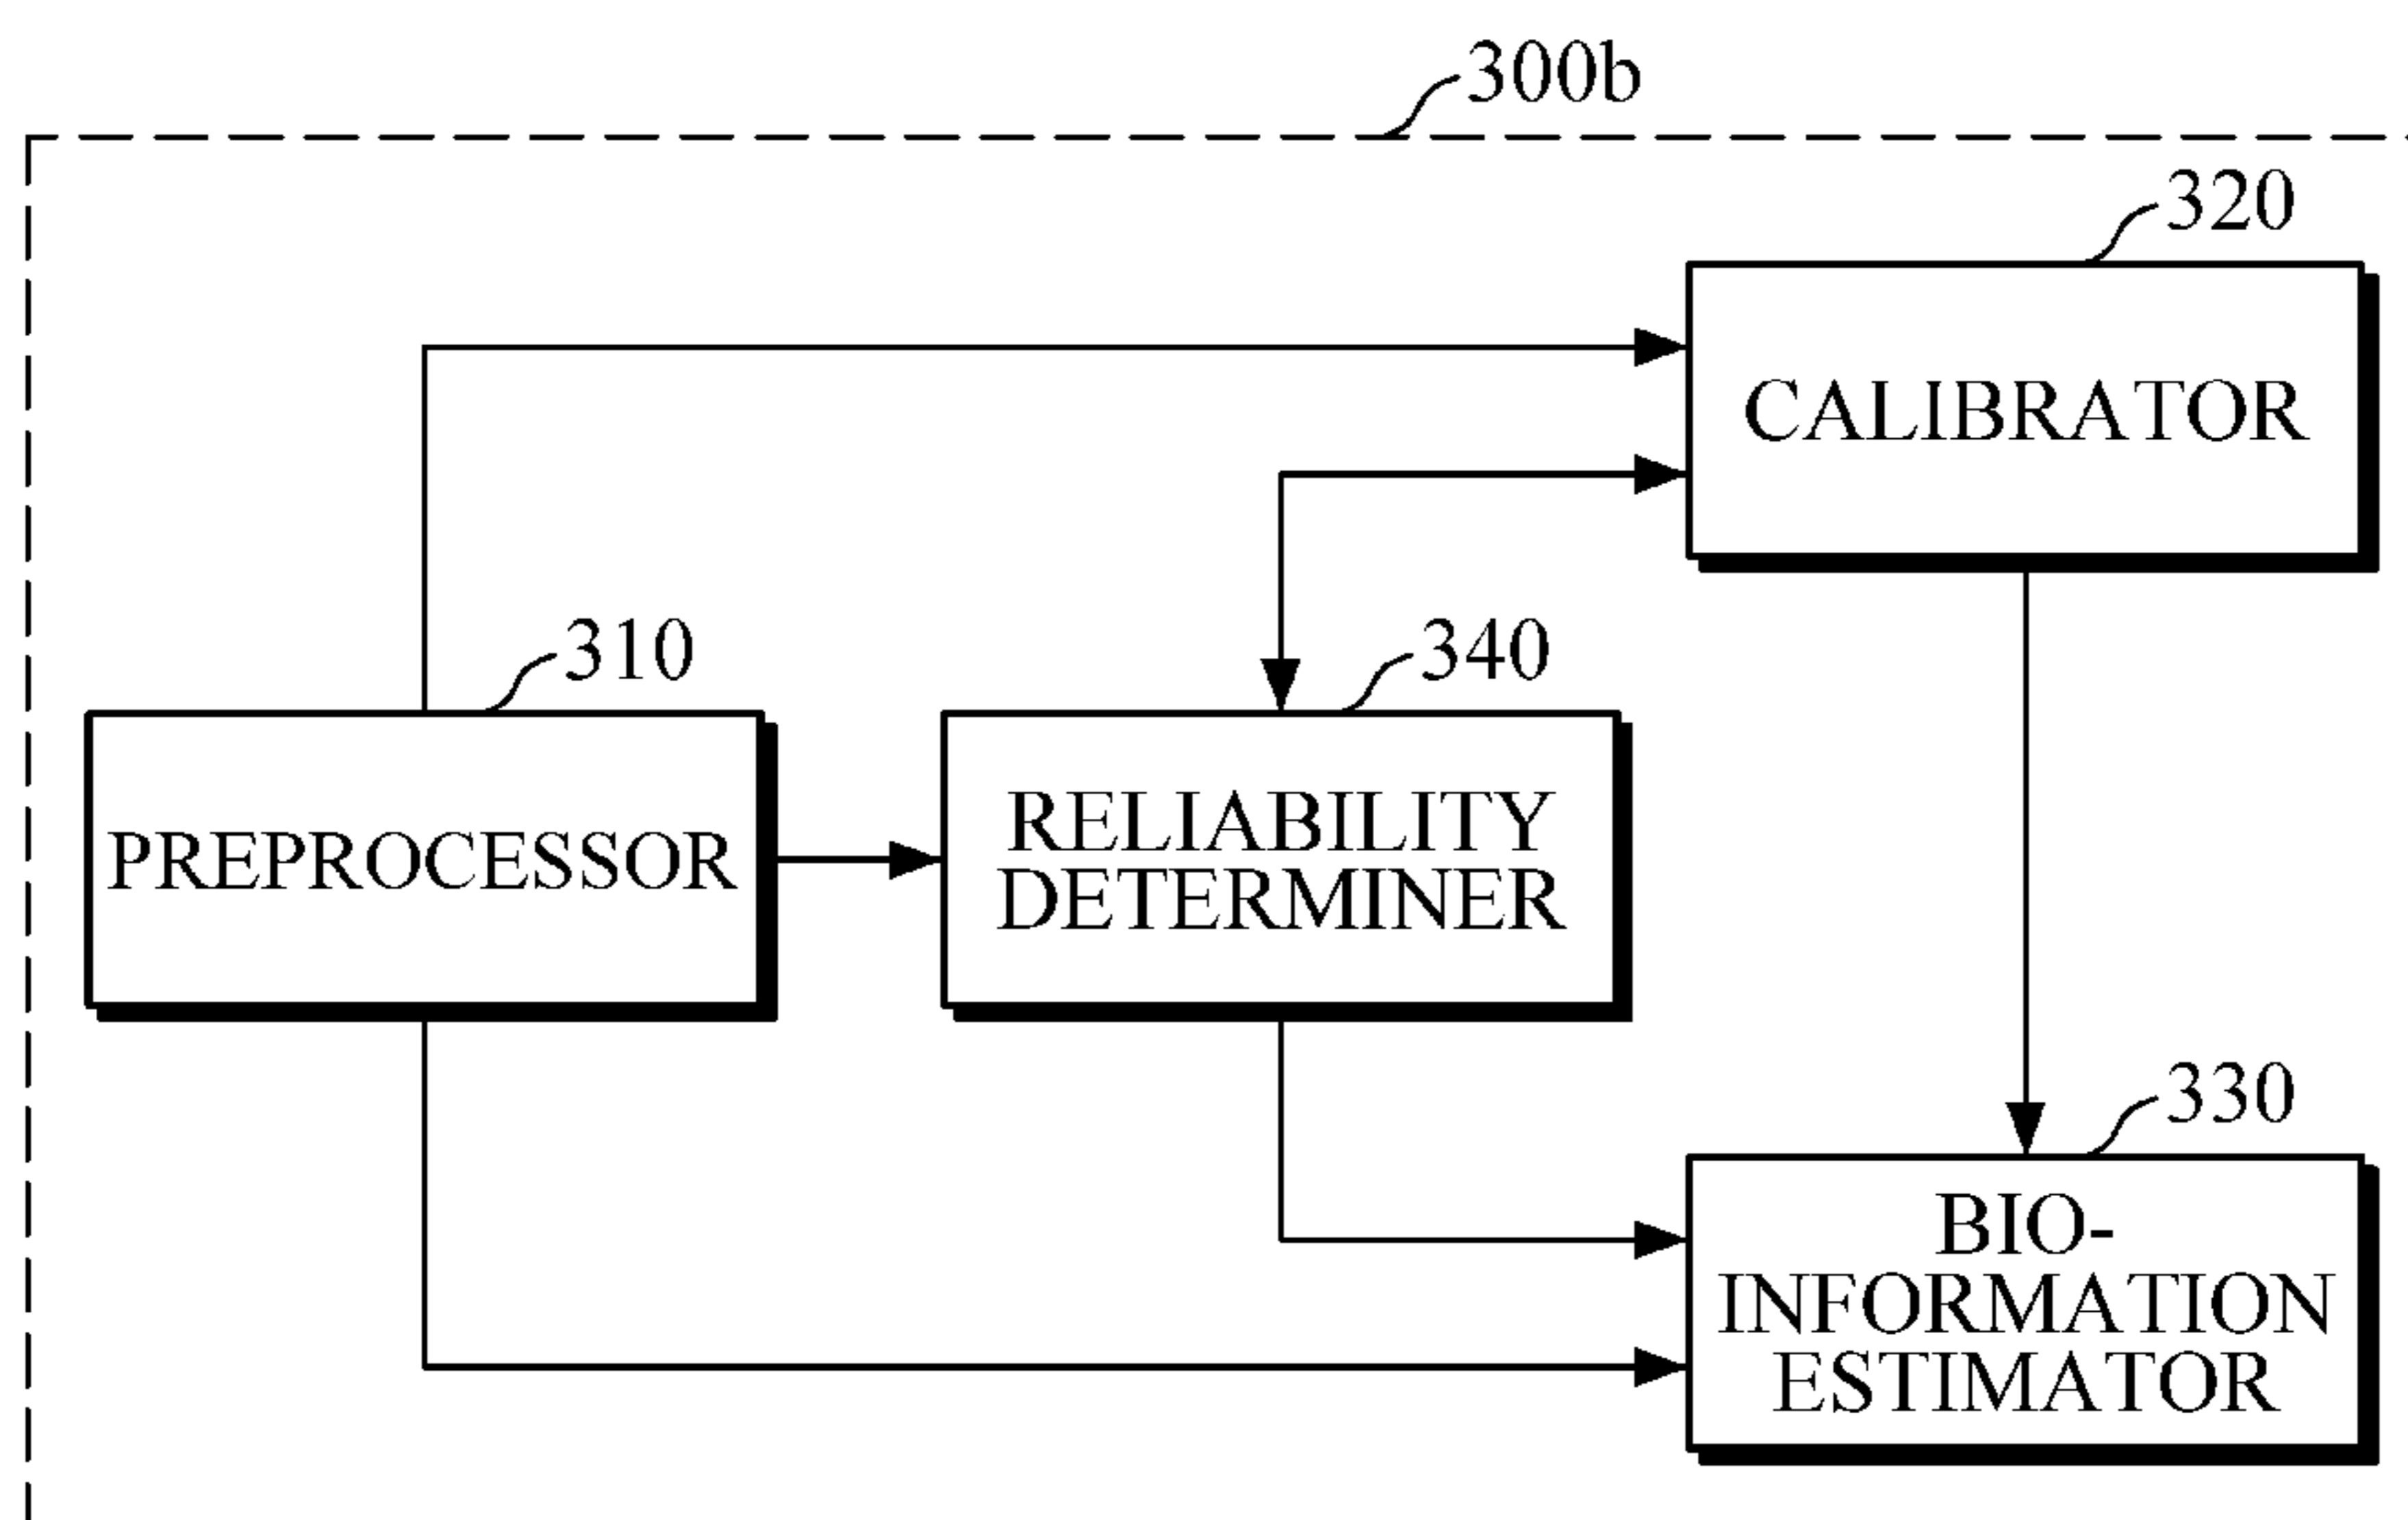 300b
320
CALIBRATOR
310
340
PREPROCESSOR
RELIABILITY
DETERMINER
330
BIO-
INFORMATION
ESTIMATOR